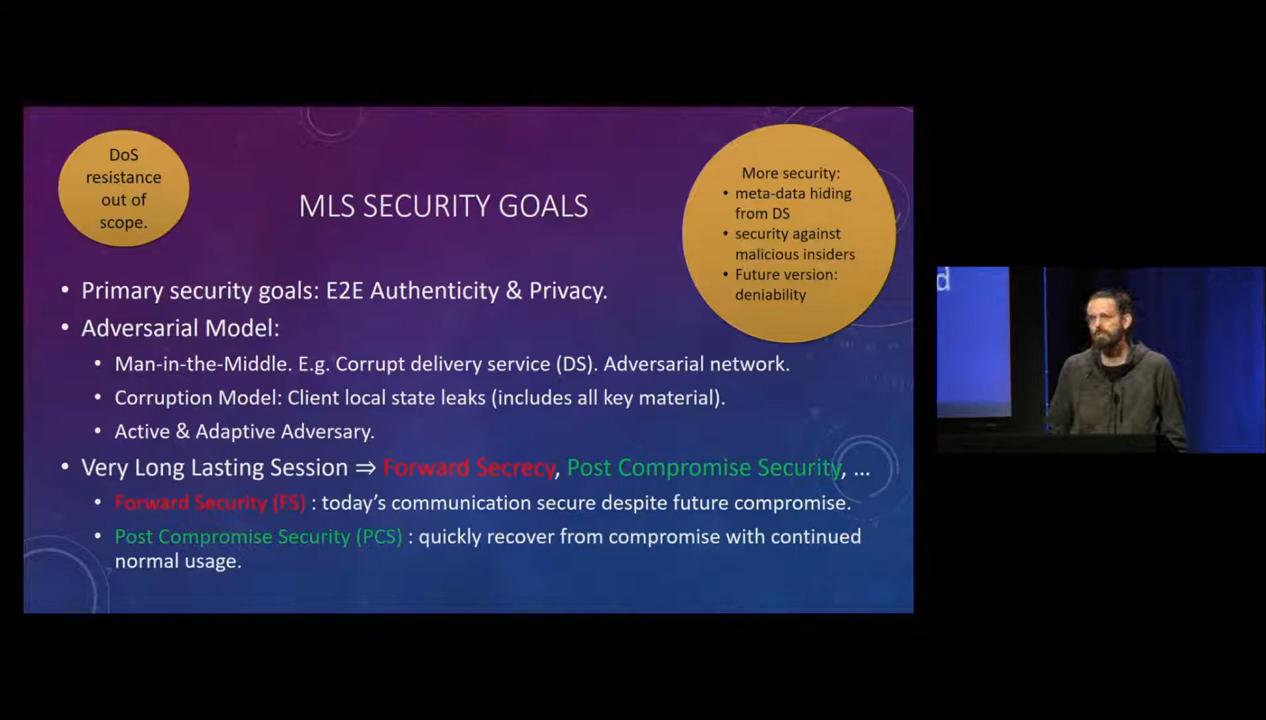 DoS
resistance
out of
scope.
MLS SECURITY GOALS
More security:
• meta-data hiding
from DS
• security against
malicious insiders
• Future version:
deniability
• Primary security goals: E2E Authenticity & Privacy.
• Adversarial Model:
• Man-in-the-Middle. E.g. Corrupt delivery service (DS). Adversarial network.
• Corruption Model: Client local state leaks (includes all key material).
• Active & Adaptive Adversary.
• Very Long Lasting Session ⇒ Forward Secrecy, Post Compromise Security, …
• Forward Security (FS) : today’s communication secure despite future compromise.
• Post Compromise Security (PCS) : quickly recover from compromise with continued
normal usage.
d